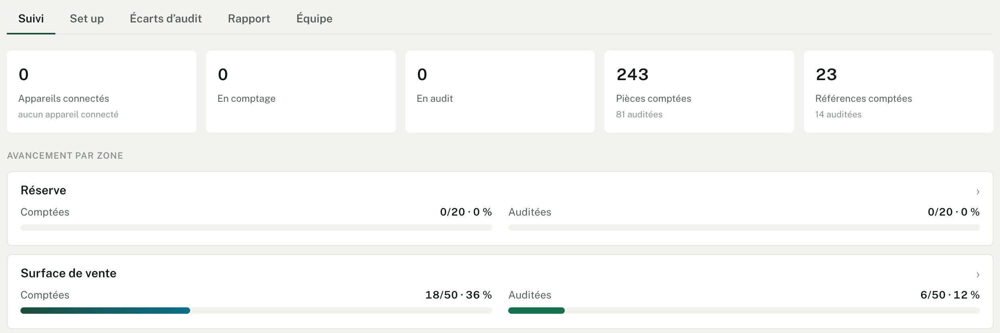 Suivi Set up Écarts d’audit Rapport Équipe
0
Appareils connectés
aucun appareil connecté
0
En comptage
0
En audit
243
Pièces comptées
81 auditées
23
Références comptées
14 auditées
AVANCEMENT PAR ZONE
Réserve ›
Comptées 0/20 · 0 % Auditées 0/20 · 0 %
Surface de vente ›
Comptées 18/50 · 36 % Auditées 6/50 · 12 %